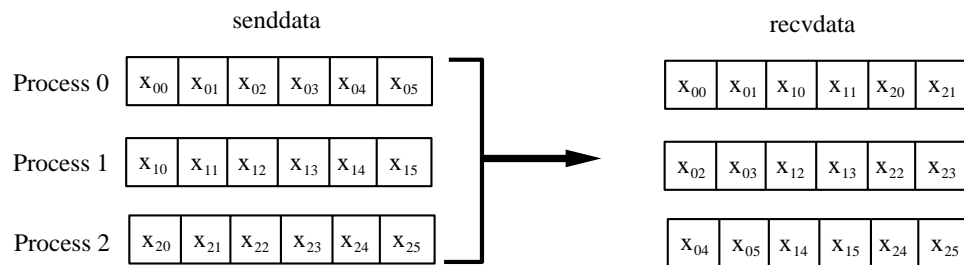 senddata recvdata
Process 0 x₀₀ x₀₁ x₀₂ x₀₃ x₀₄ x₀₅ x₀₀ x₀₁ x₁₀ x₁₁ x₂₀ x₂₁
Process 1 x₁₀ x₁₁ x₁₂ x₁₃ x₁₄ x₁₅ x₀₂ x₀₃ x₁₂ x₁₃ x₂₂ x₂₃
Process 2 x₂₀ x₂₁ x₂₂ x₂₃ x₂₄ x₂₅ x₀₄ x₀₅ x₁₄ x₁₅ x₂₄ x₂₅